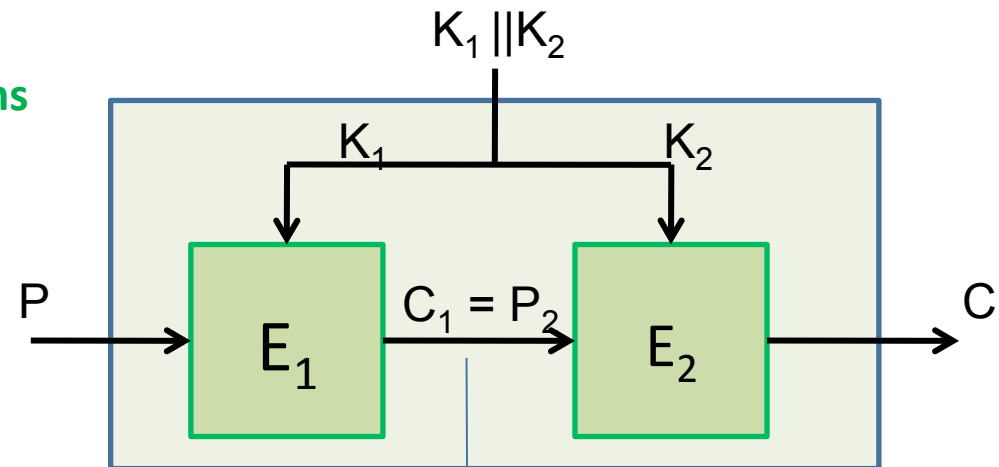 K₁ ||K₂
K₁
K₂
P
C₁ = P₂
C
E₁
E₂